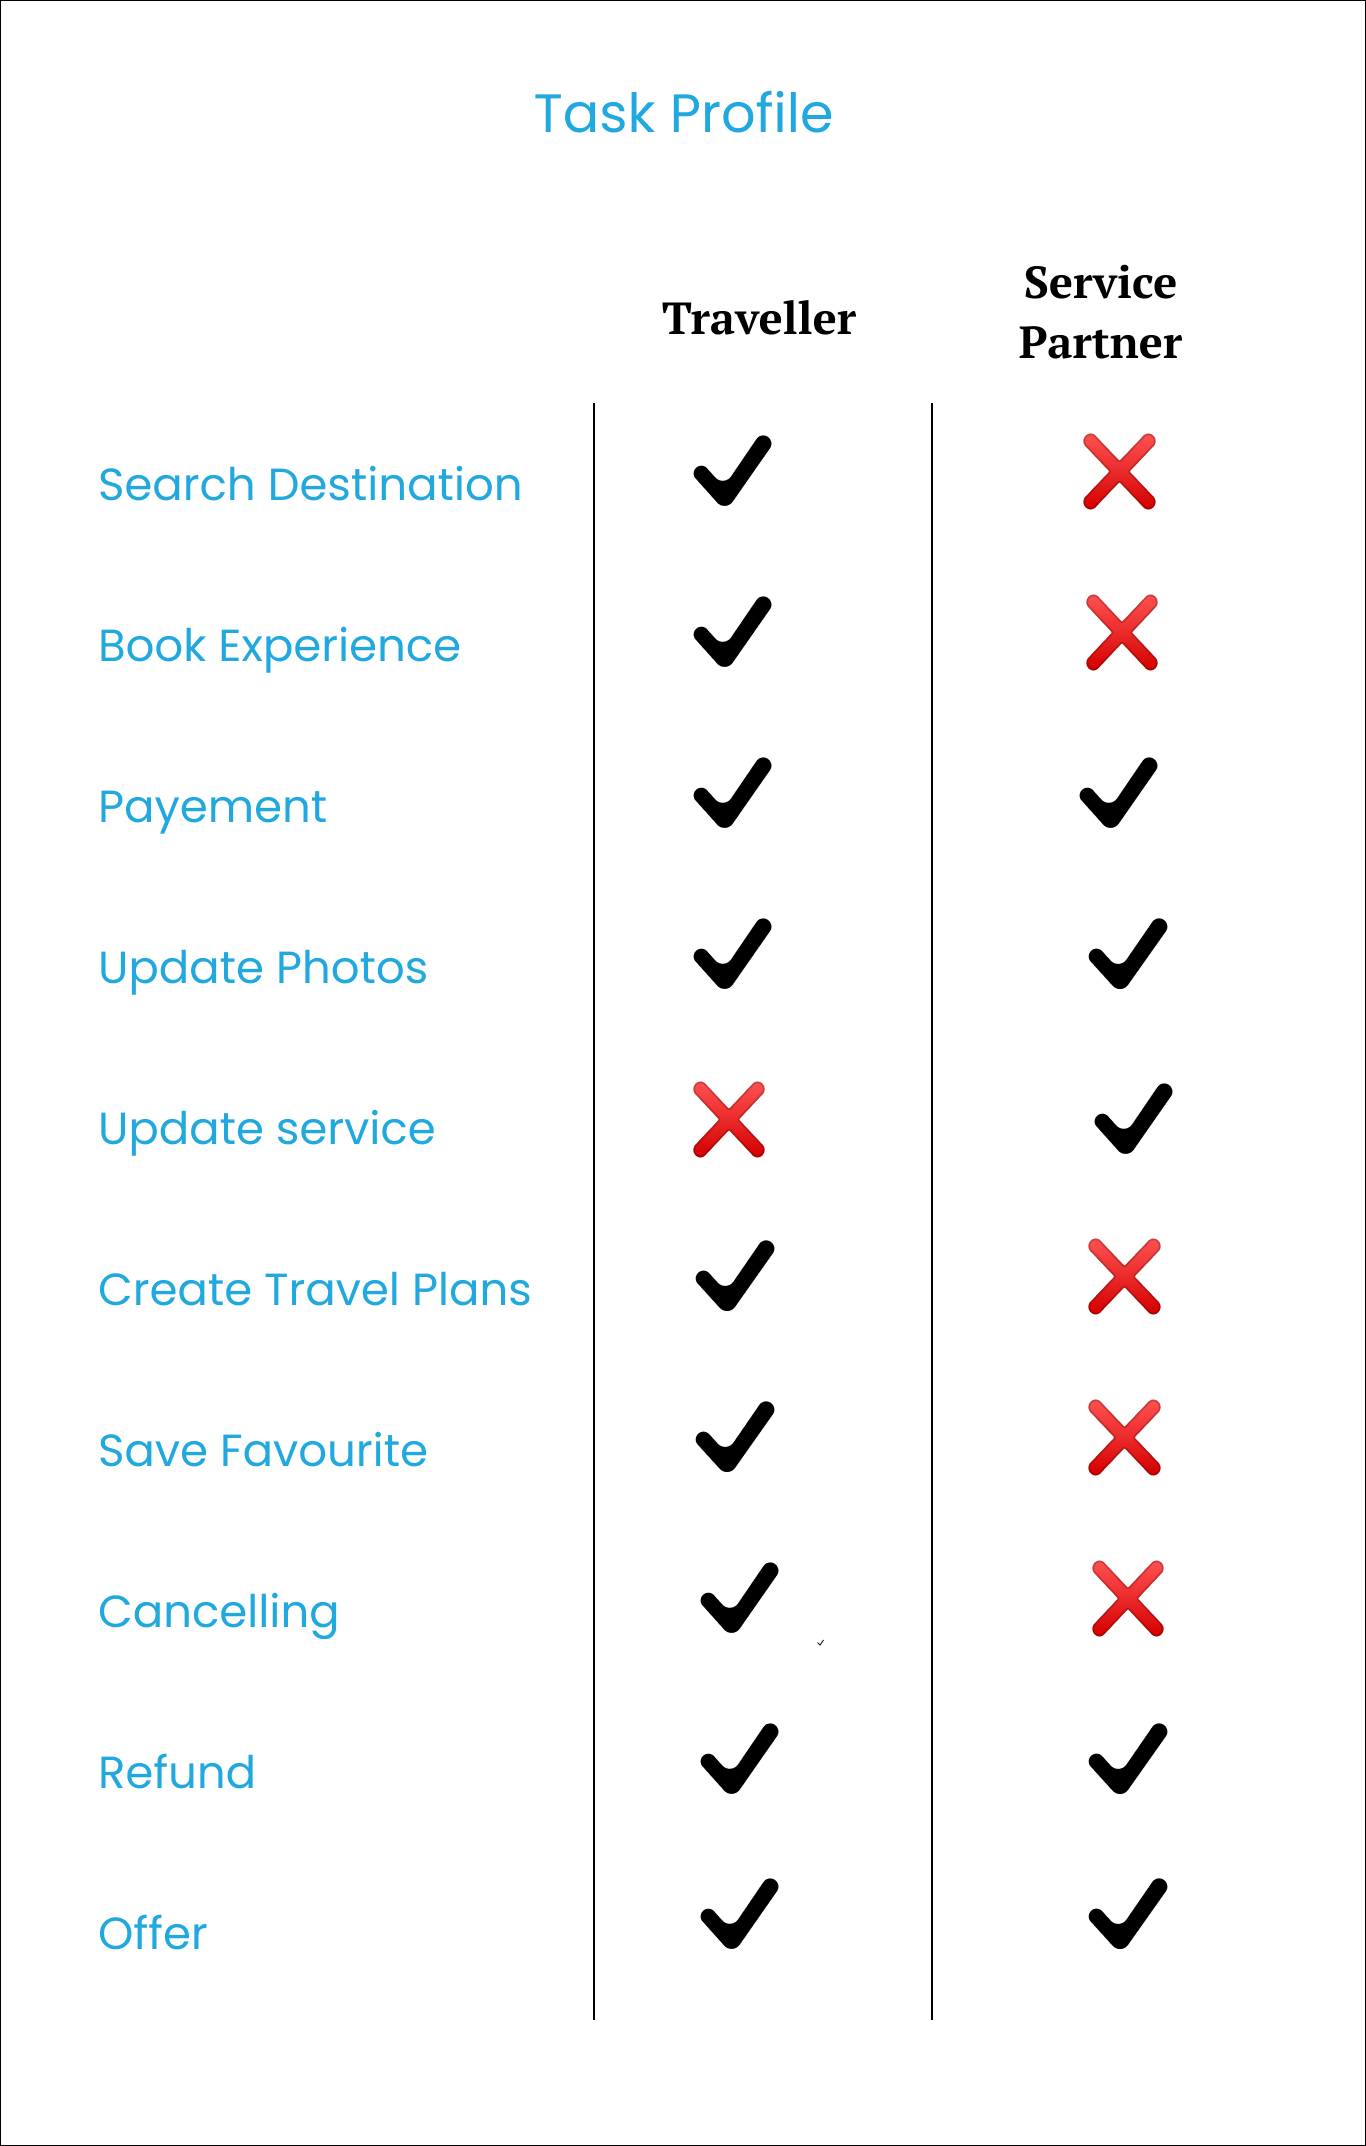 Task Profile
Traveller
Service
Partner
Search Destination ✔ ❌
Book Experience ✔ ❌
Payement ✔ ✔
Update Photos ✔ ✔
Update service ❌ ✔
Create Travel Plans ✔ ❌
Save Favourite ✔ ❌
Cancelling ✔ ✓ ❌
Refund ✔ ✔
Offer ✔ ✔